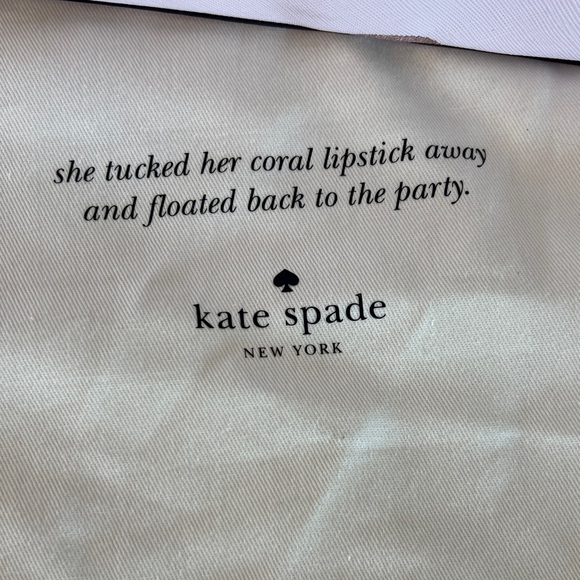 she tucked her coral lipstick away
and floated back to the party.
kate spade
NEW YORK